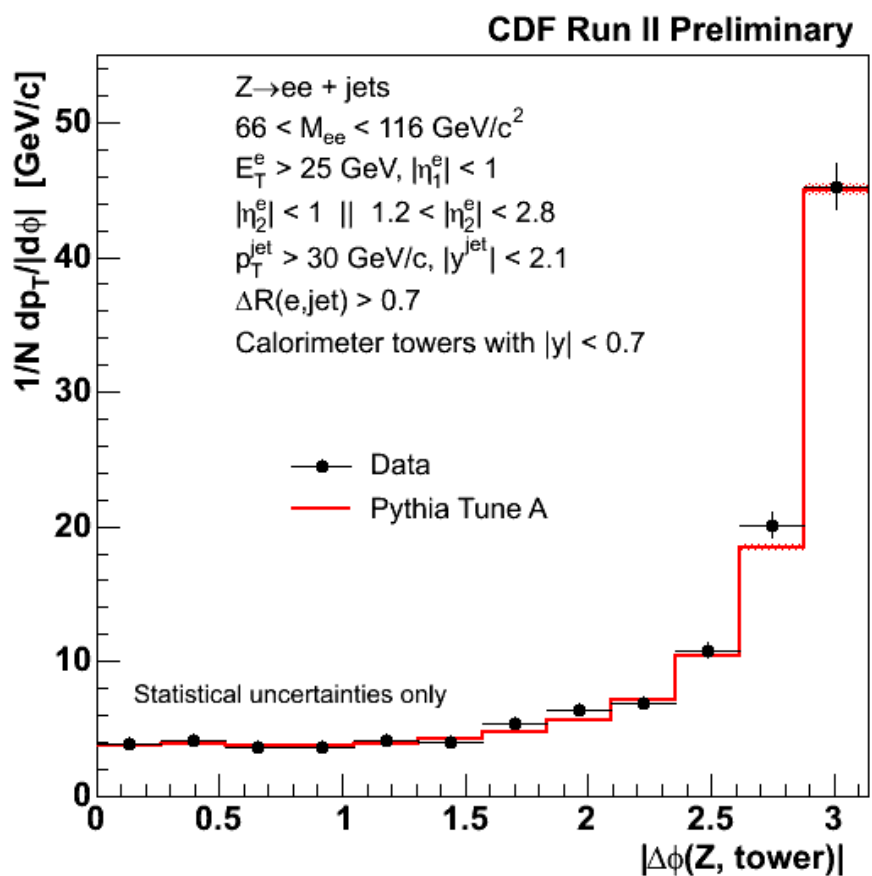 CDF Run II Preliminary
1/N dp_T/|dϕ| [GeV/c]
Z→ee + jets
66 < M_ee < 116 GeV/c^2
E_T^e > 25 GeV, |η_1^e| < 1
|η_2^e| < 1 || 1.2 < |η_2^e| < 2.8
p_T^jet > 30 GeV/c, |y^jet| < 2.1
ΔR(e,jet) > 0.7
Calorimeter towers with |y| < 0.7
Data
Pythia Tune A
Statistical uncertainties only
50
40
30
20
10
0
0 0.5 1 1.5 2 2.5 3
|Δϕ(Z, tower)|